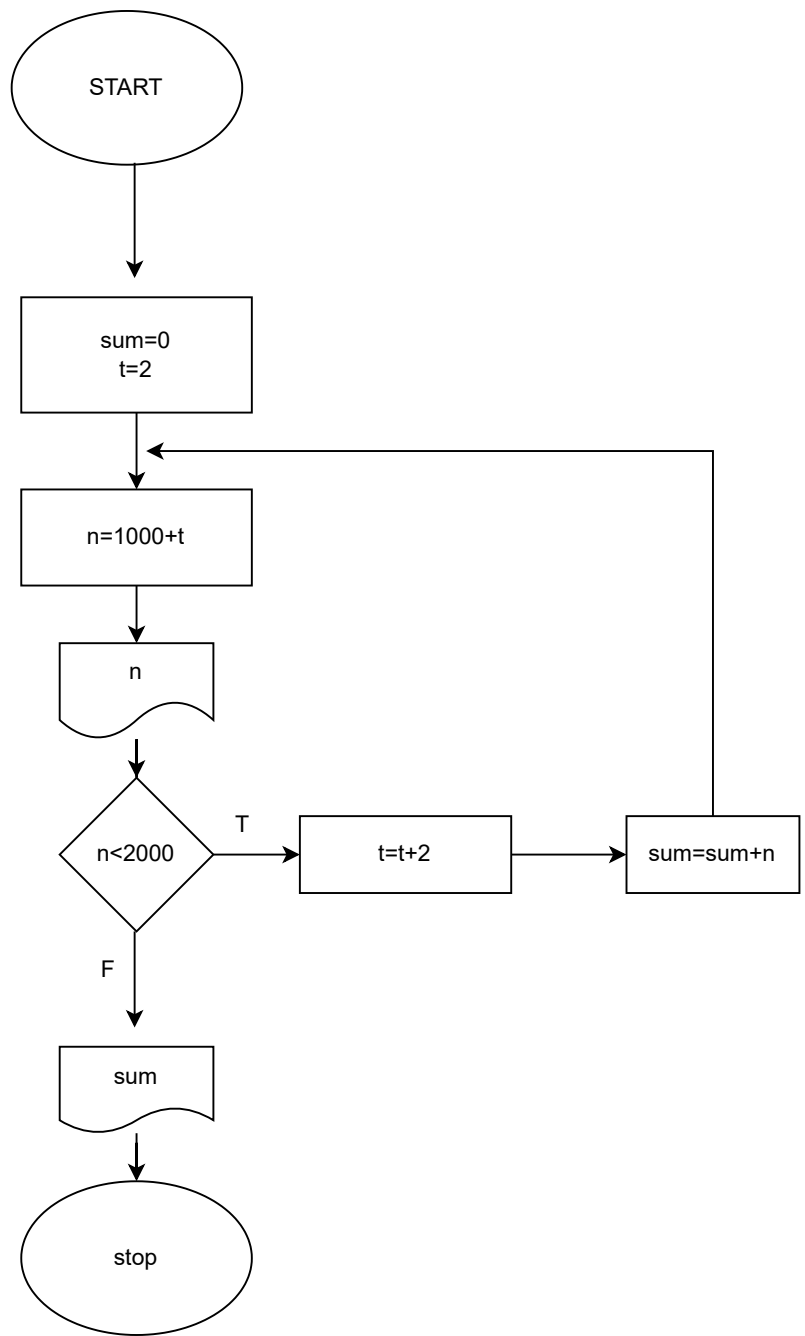 START
sum=0
t=2
n=1000+t
n
n<2000
T
t=t+2
sum=sum+n
F
sum
stop